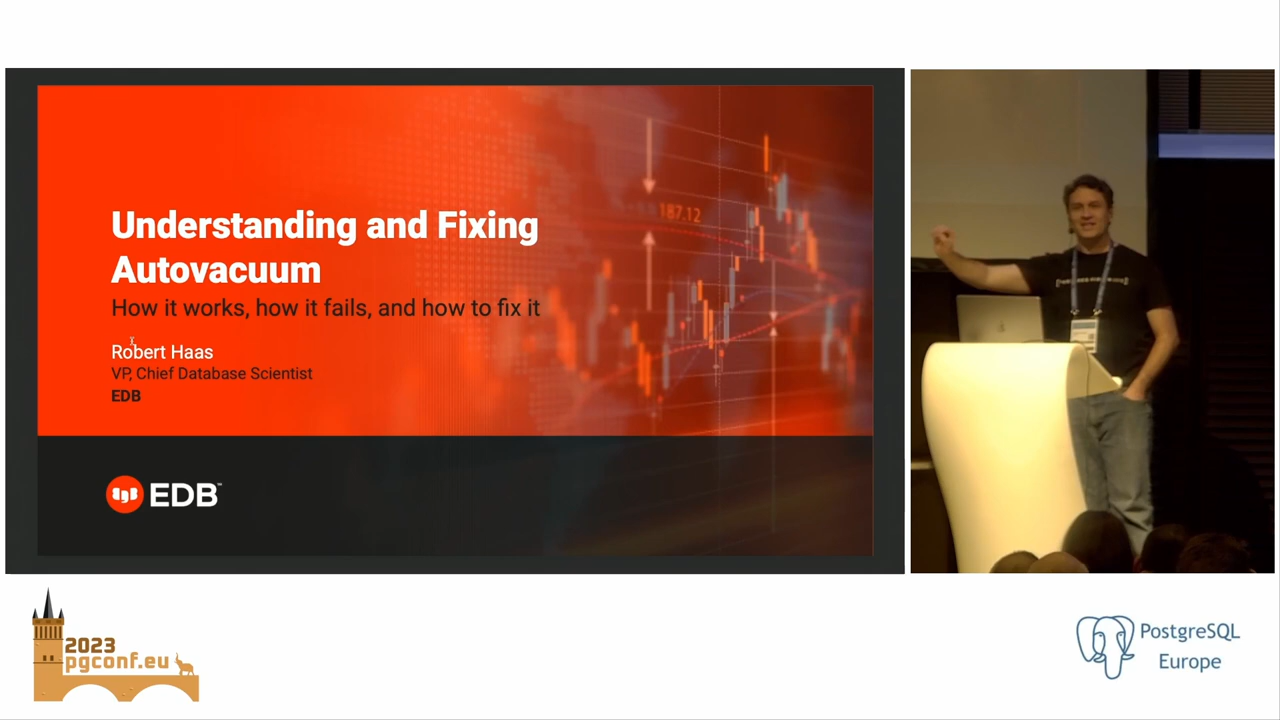 187.12
Understanding and Fixing
Autovacuum
How it works, how it fails, and how to fix it
Robert Haas
VP, Chief Database Scientist
EDB
EDB™
2023
pgconf.eu
PostgreSQL
Europe